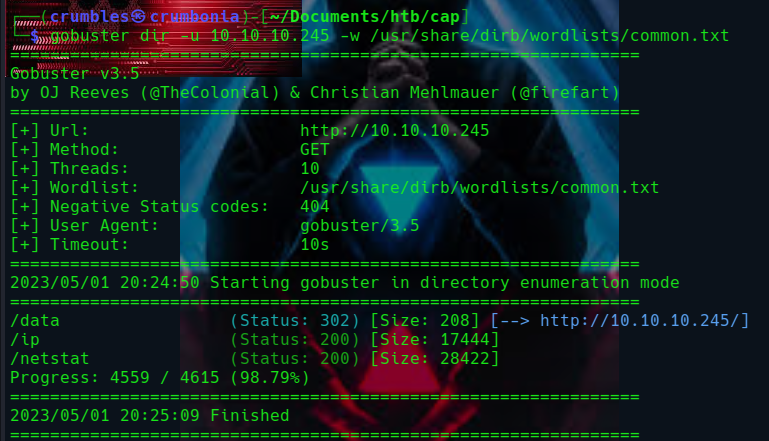 ┌──(crumbles㉿crumbonia)-[~/Documents/htb/cap]
└─$ gobuster dir -u 10.10.10.245 -w /usr/share/dirb/wordlists/common.txt
===============================================================
Gobuster v3.5
by OJ Reeves (@TheColonial) & Christian Mehlmauer (@firefart)
===============================================================
[+] Url:                     http://10.10.10.245
[+] Method:                  GET
[+] Threads:                 10
[+] Wordlist:                /usr/share/dirb/wordlists/common.txt
[+] Negative Status codes:   404
[+] User Agent:              gobuster/3.5
[+] Timeout:                 10s
===============================================================
2023/05/01 20:24:50 Starting gobuster in directory enumeration mode
===============================================================
/data                 (Status: 302) [Size: 208] [--> http://10.10.10.245/]
/ip                   (Status: 200) [Size: 17444]
/netstat              (Status: 200) [Size: 28422]
Progress: 4559 / 4615 (98.79%)
===============================================================
2023/05/01 20:25:09 Finished
===============================================================